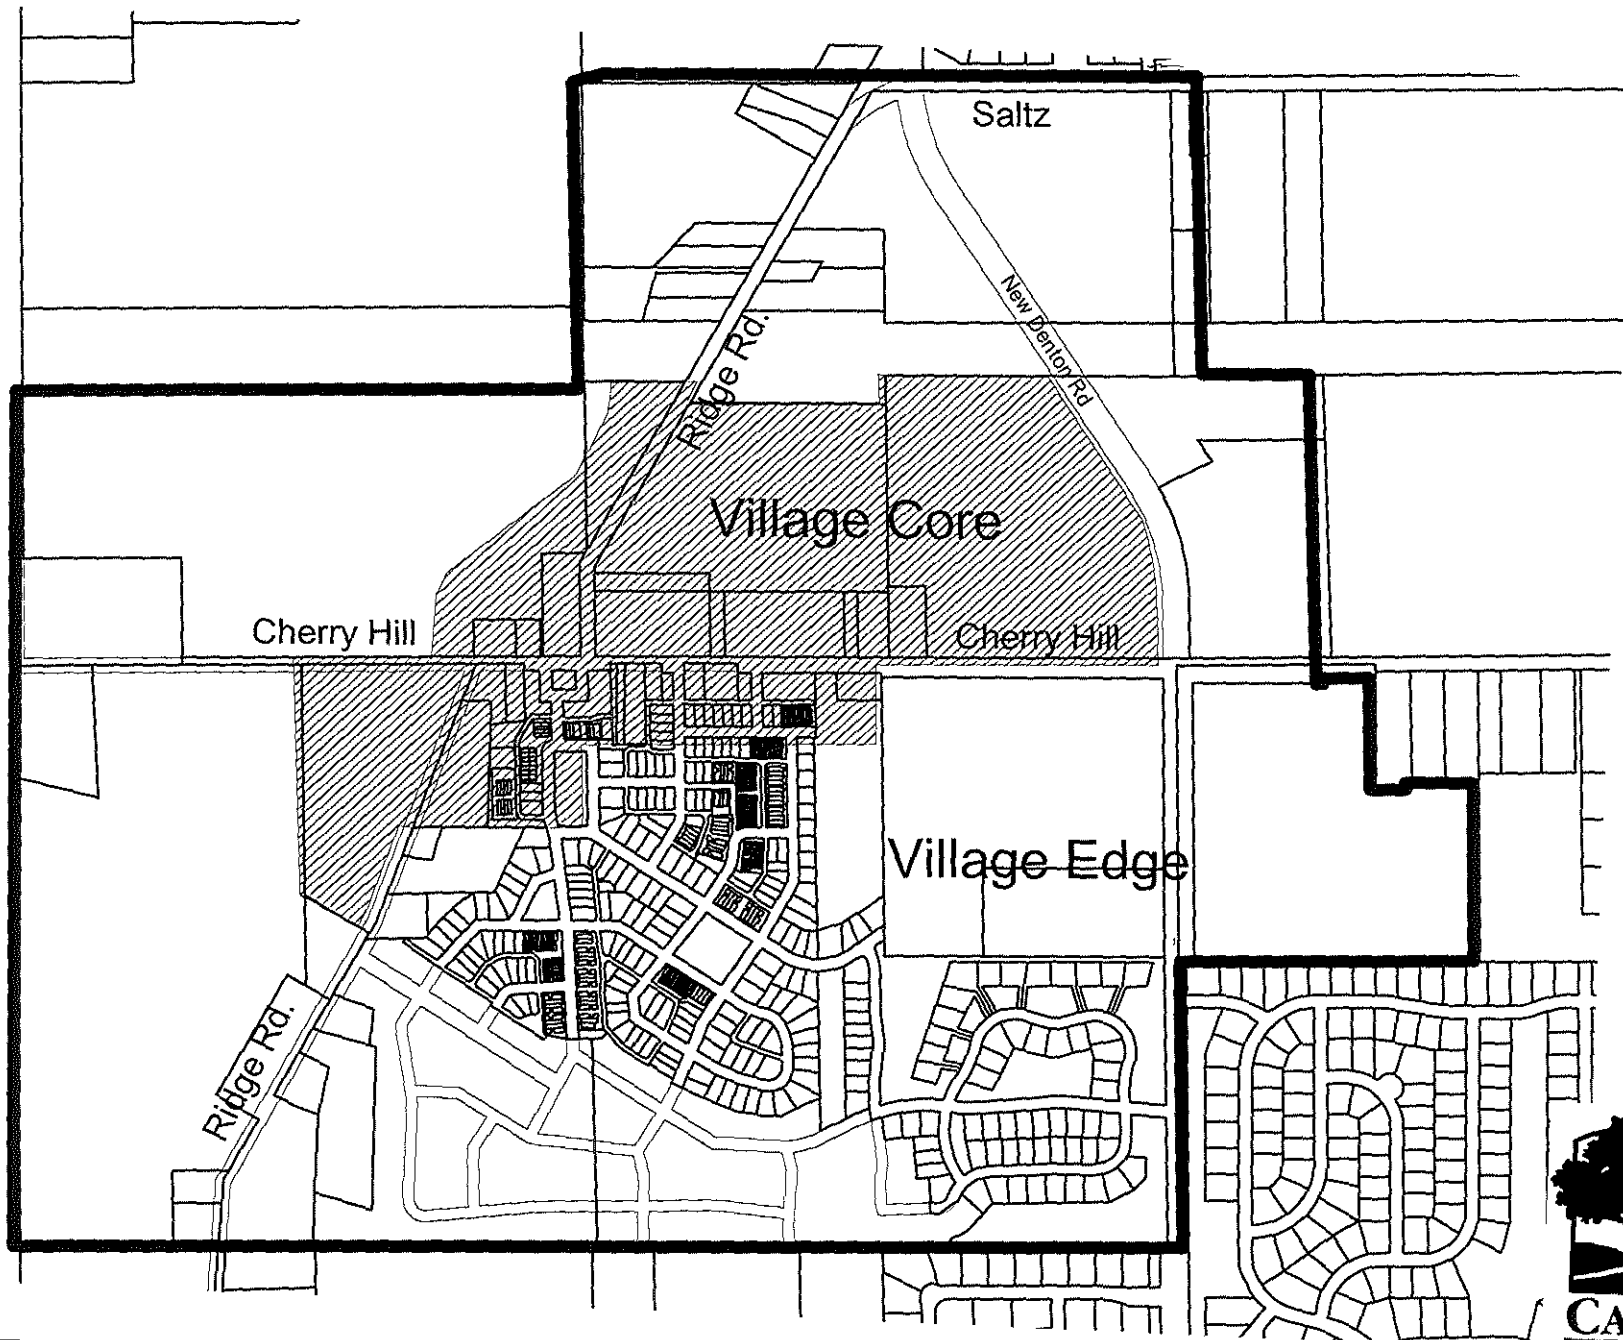 Saltz
New Denton Rd
Ridge Rd.
Village Core
Cherry Hill
Cherry Hill
Village Edge
Ridge Rd.
CA